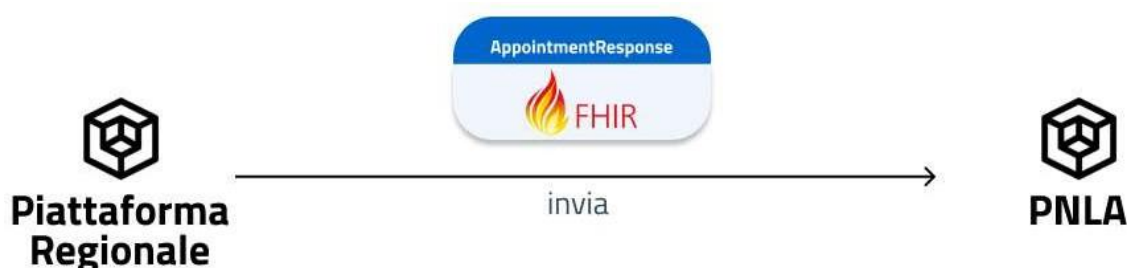 AppointmentResponse
FHIR
invia
Piattaforma
Regionale
PNLA